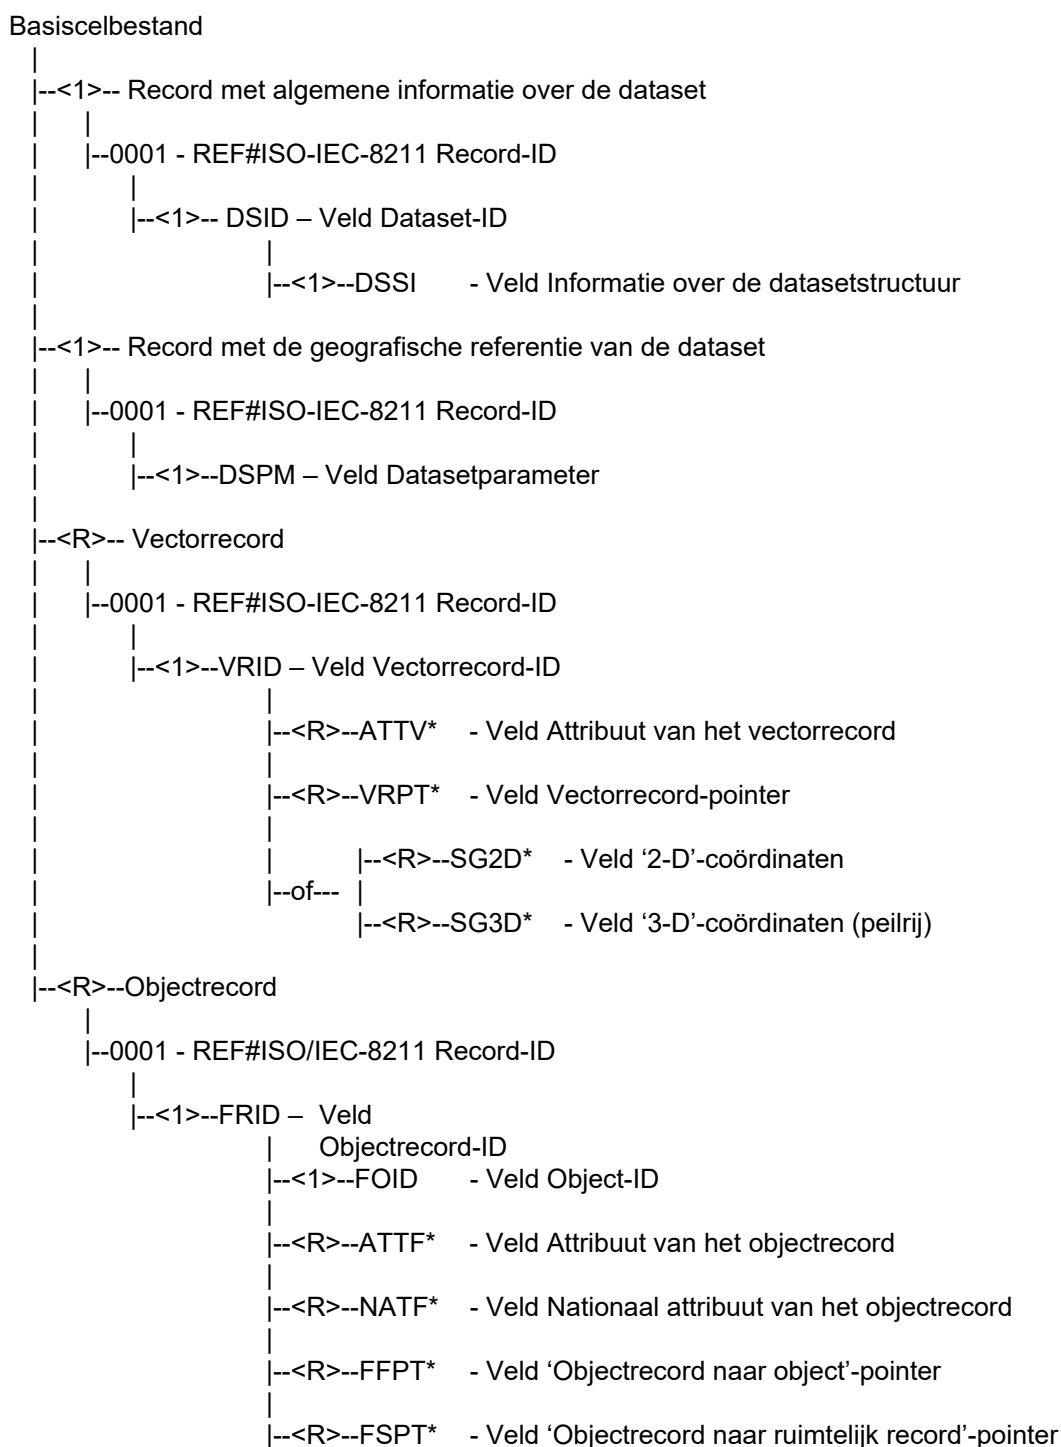 Basiscelbestand
|
|--<1>-- Record met algemene informatie over de dataset
| |
| |--0001 - REF#ISO-IEC-8211 Record-ID
| |
| |--<1>-- DSID – Veld Dataset-ID
| |
| |--<1>--DSSI - Veld Informatie over de datasetstructuur
|
|--<1>-- Record met de geografische referentie van de dataset
| |
| |--0001 - REF#ISO-IEC-8211 Record-ID
| |
| |--<1>--DSPM – Veld Datasetparameter
|
|--<R>-- Vectorrecord
| |
| |--0001 - REF#ISO-IEC-8211 Record-ID
| |
| |--<1>--VRID – Veld Vectorrecord-ID
| |
| |--<R>--ATTV* - Veld Attribuut van het vectorrecord
| |
| |--<R>--VRPT* - Veld Vectorrecord-pointer
| |
| | |--<R>--SG2D* - Veld ‘2-D’-coördinaten
| |--of--- |
| |--<R>--SG3D* - Veld ‘3-D’-coördinaten (peilrij)
|
|--<R>--Objectrecord
|
|--0001 - REF#ISO/IEC-8211 Record-ID
|
|--<1>--FRID – Veld
| Objectrecord-ID
|--<1>--FOID - Veld Object-ID
|
|--<R>--ATTF* - Veld Attribuut van het objectrecord
|
|--<R>--NATF* - Veld Nationaal attribuut van het objectrecord
|
|--<R>--FFPT* - Veld ‘Objectrecord naar object’-pointer
|
|--<R>--FSPT* - Veld ‘Objectrecord naar ruimtelijk record’-pointer